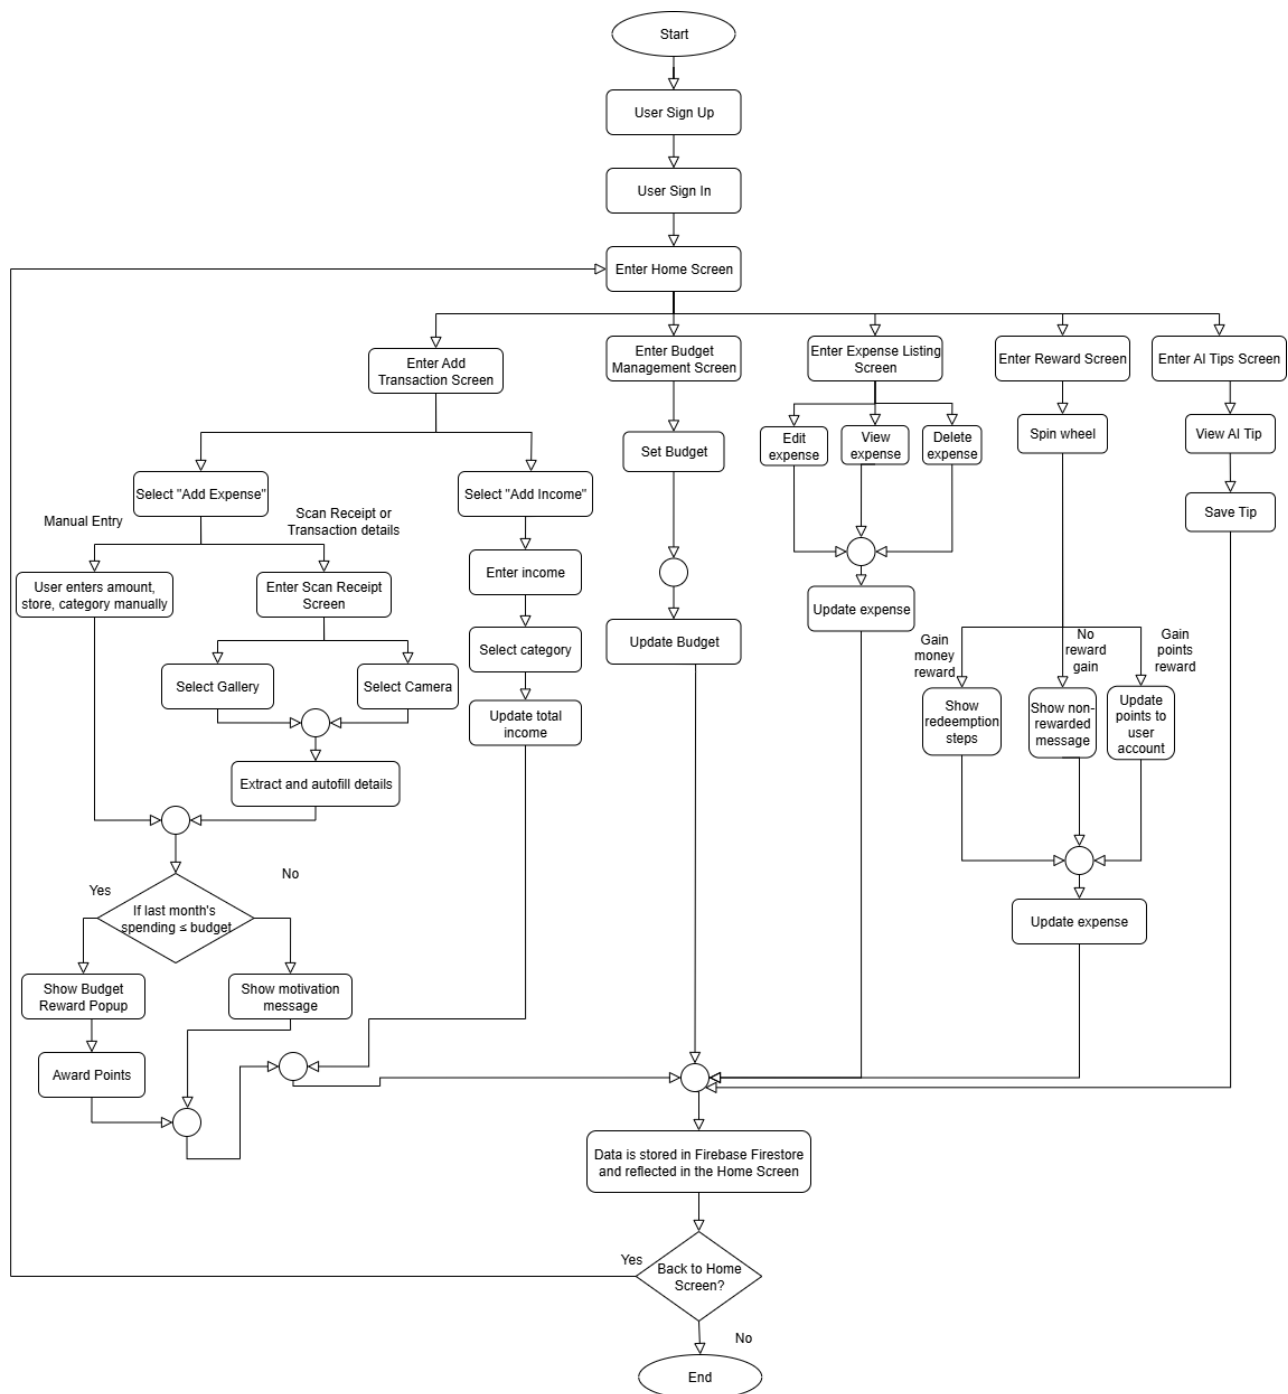 Start
User Sign Up
User Sign In
Enter Home Screen
Enter Add
Transaction Screen
Enter Budget
Management Screen
Enter Expense Listing
Screen
Enter Reward Screen
Enter AI Tips Screen
Edit
expense
View
expense
Delete
expense
Spin wheel
View AI Tip
Set Budget
Select "Add Expense"
Select "Add Income"
Save Tip
Manual Entry
Scan Receipt or
Transaction details
User enters amount,
store, category manually
Enter Scan Receipt
Screen
Enter income
Update expense
Update Budget
Select category
Select Gallery
Select Camera
Gain
money
reward
No
reward
gain
Gain
points
reward
Update total
income
Show
redemption
steps
Show non-
rewarded
message
Update
points to
user
account
Extract and autofill details
Yes
No
If last month's
spending ≤ budget
Update expense
Show Budget
Reward Popup
Show motivation
message
Award Points
Data is stored in Firebase Firestore
and reflected in the Home Screen
Yes
Back to Home
Screen?
No
End